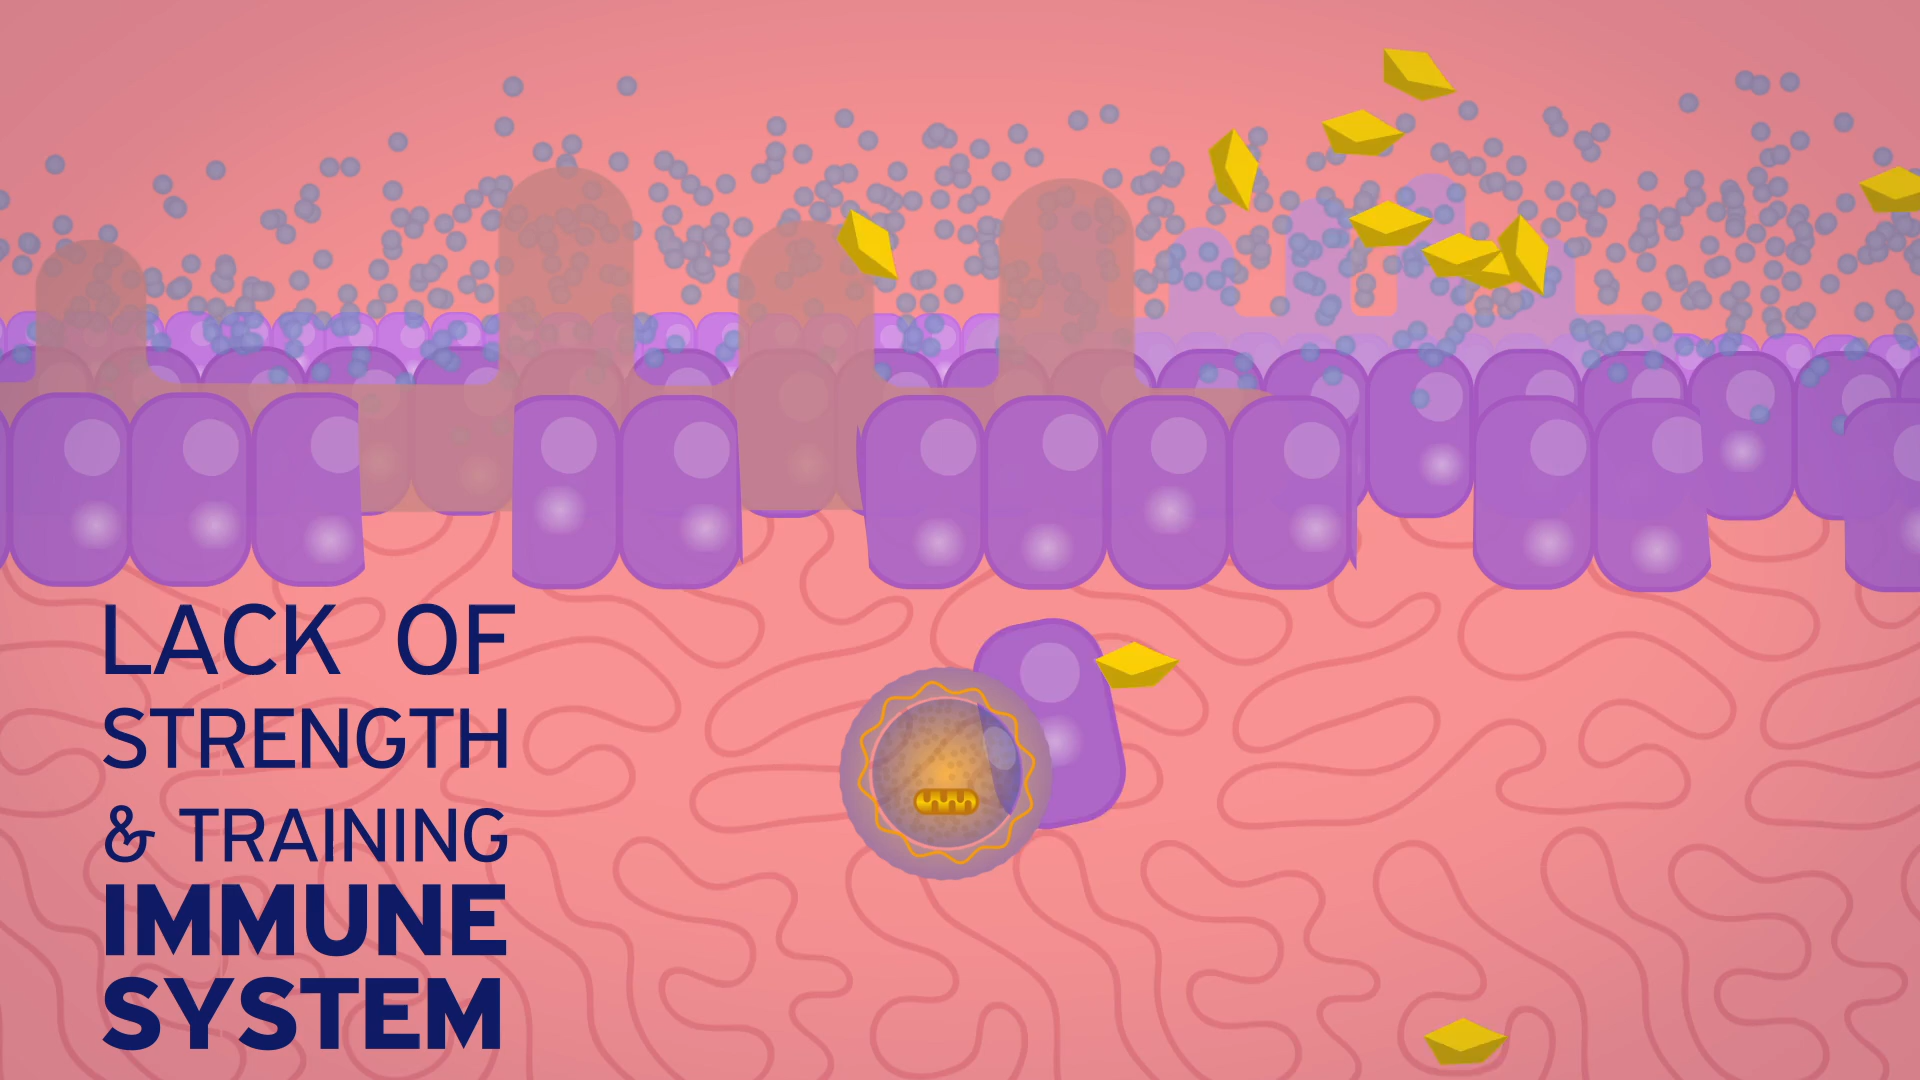 LACK OF
STRENGTH
& TRAINING
IMMUNE
SYSTEM